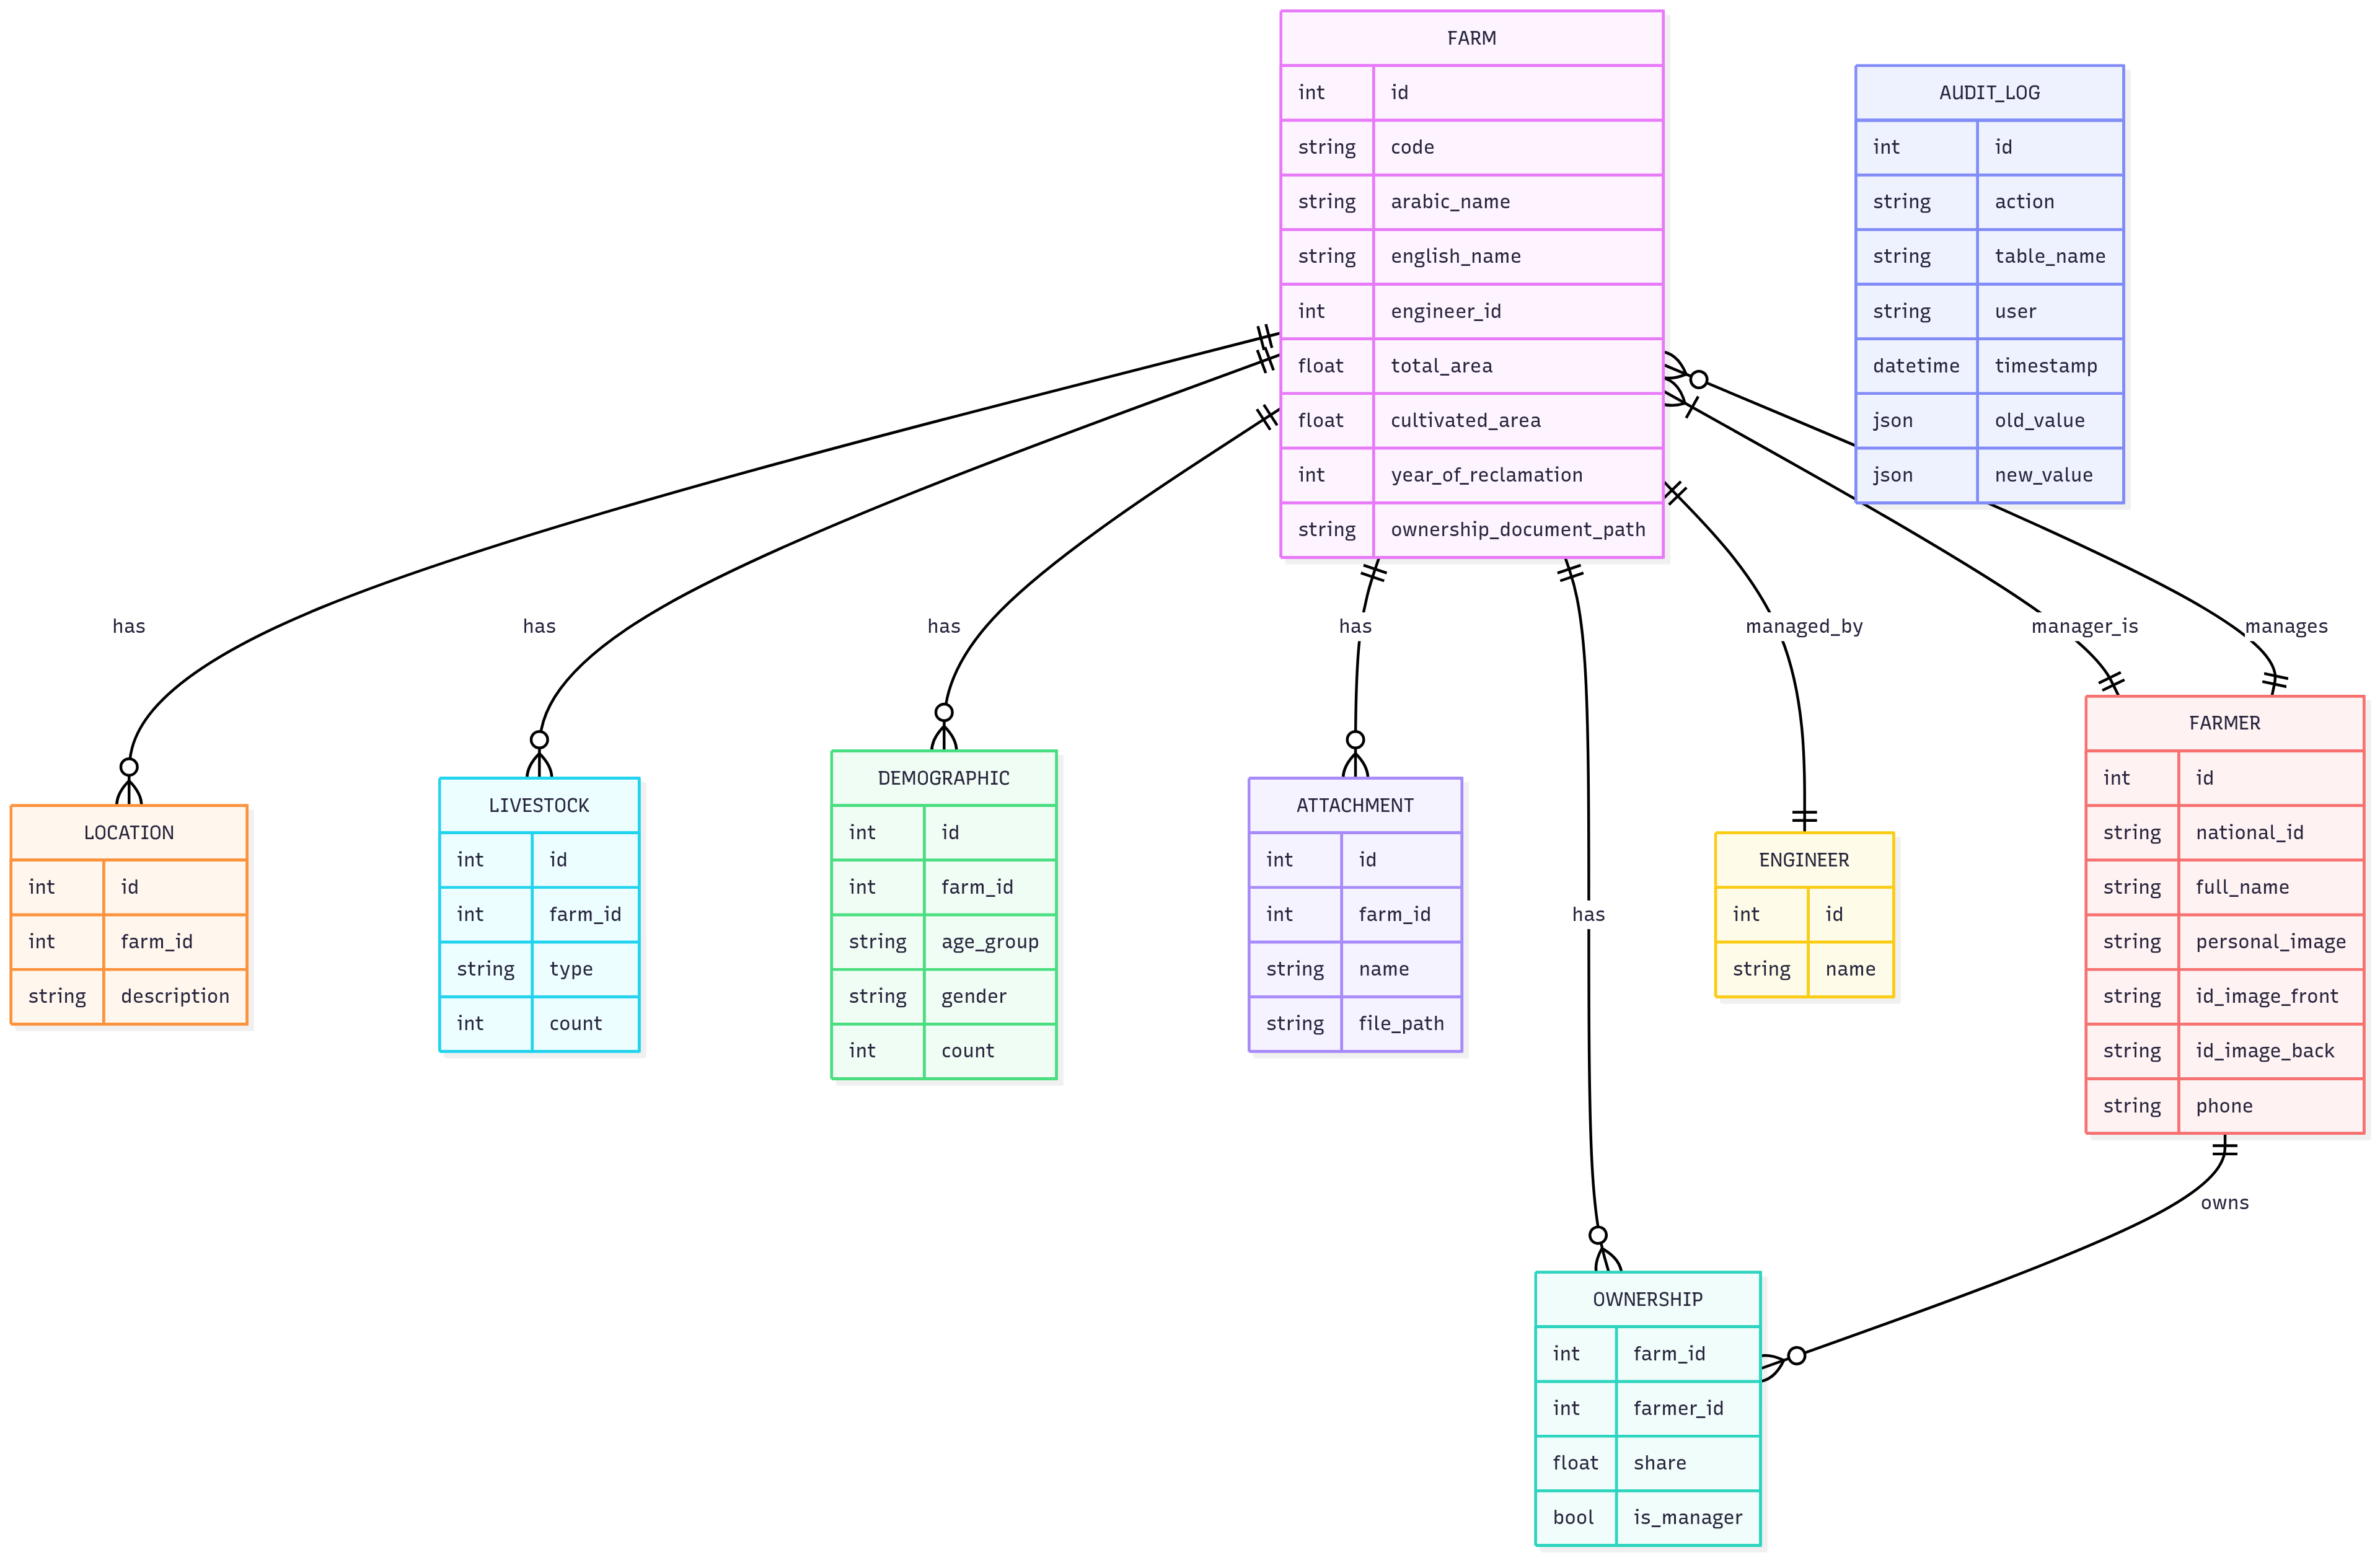 FARM
int id
string code
string arabic_name
string english_name
int engineer_id
float total_area
float cultivated_area
int year_of_reclamation
string ownership_document_path
AUDIT_LOG
int id
string action
string table_name
string user
datetime timestamp
json old_value
json new_value
has
has
has
has
managed_by
manager_is
manages
LOCATION
int id
int farm_id
string description
LIVESTOCK
int id
int farm_id
string type
int count
DEMOGRAPHIC
int id
int farm_id
string age_group
string gender
int count
ATTACHMENT
int id
int farm_id
string name
string file_path
has
ENGINEER
int id
string name
FARMER
int id
string national_id
string full_name
string personal_image
string id_image_front
string id_image_back
string phone
owns
OWNERSHIP
int farm_id
int farmer_id
float share
bool is_manager